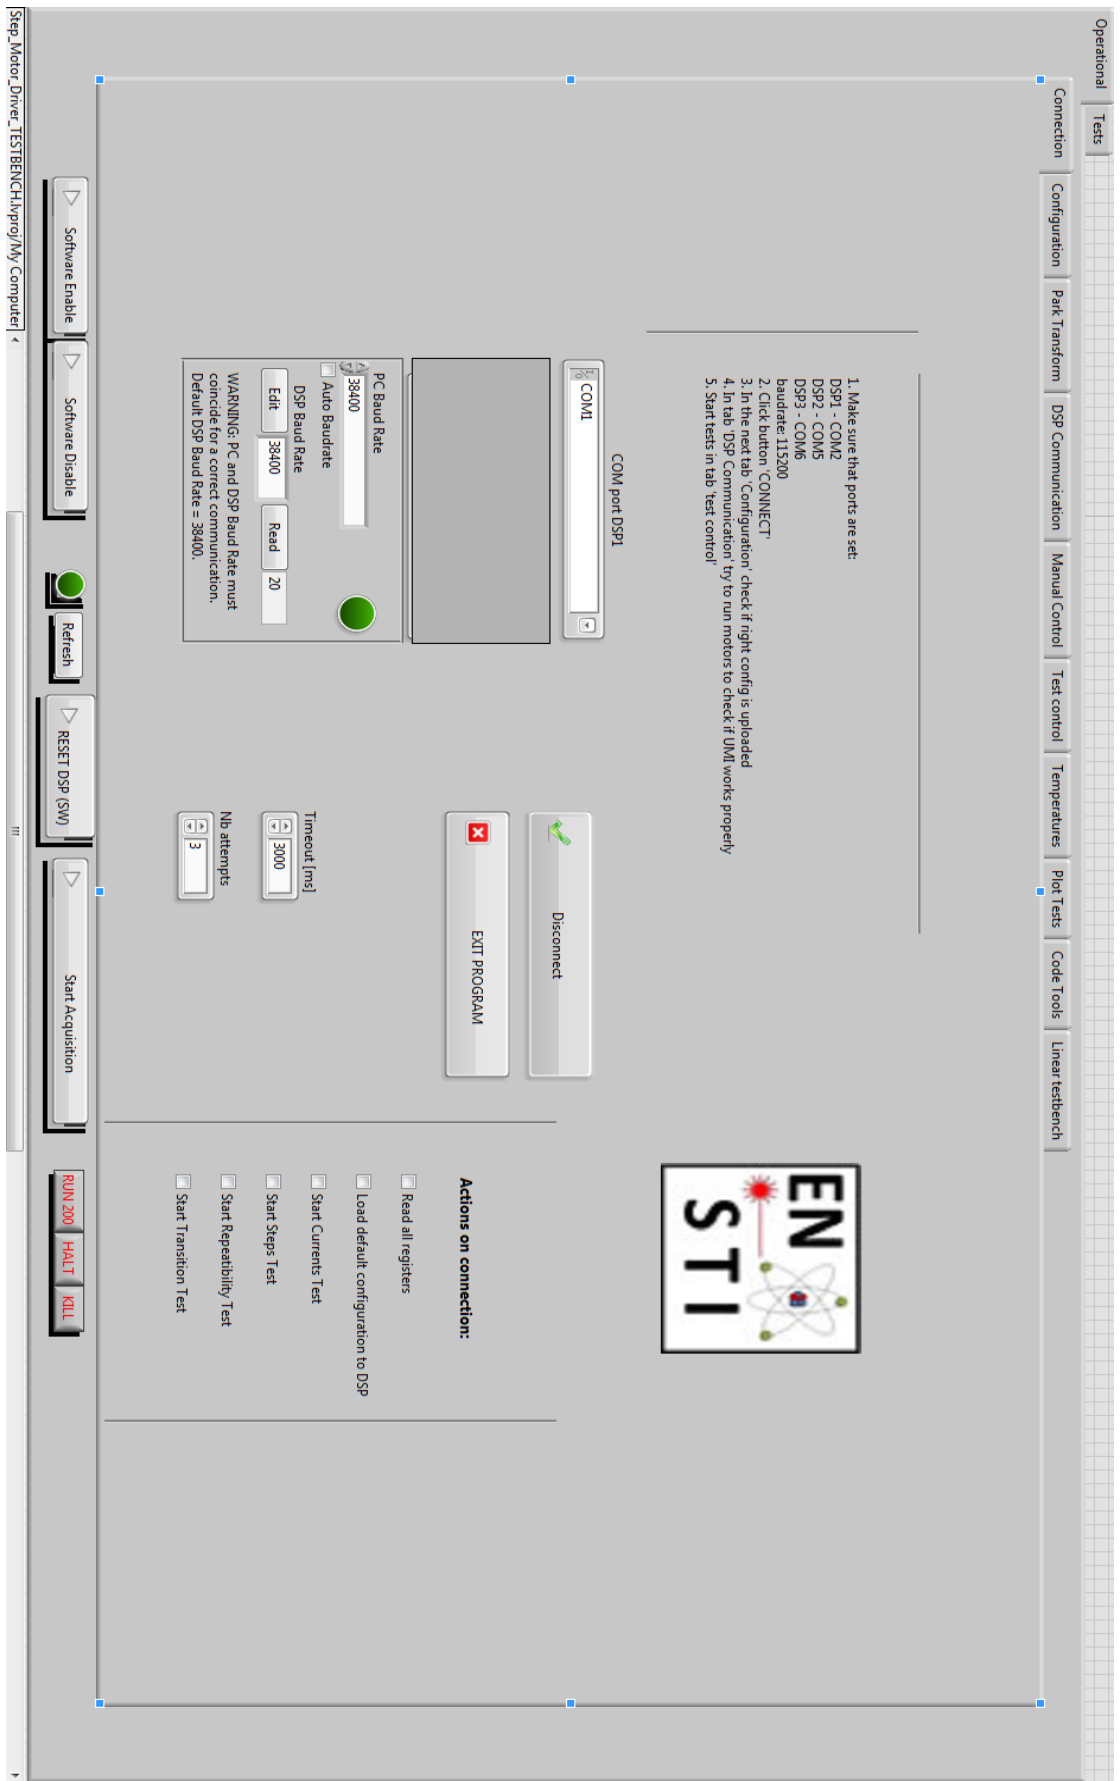 Operational
Tests
Connection
Configuration
Park Transform
DSP Communication
Manual Control
Test control
Temperatures
Plot Tests
Code Tools
Linear testbench
1. Make sure that ports are set:
DSP1 - COM2
DSP2 - COM5
DSP3 - COM6
baudrate: 115200
2. Click button 'CONNECT'
3. In the next tab 'Configuration' check if right config is uploaded
4. In tab 'DSP Communication' try to run motors to check if UMI works properly
5. Start tests in tab 'test control'
EN
STI
COM port DSP1
COM1
Disconnect
EXIT PROGRAM
PC Baud Rate
38400
Auto Baudrate
DSP Baud Rate
Edit
38400
Read
20
WARNING: PC and DSP Baud Rate must
coincide for a correct communication.
Default DSP Baud Rate = 38400.
Timeout [ms]
3000
Nb attempts
3
Actions on connection:
Read all registers
Load default configuration to DSP
Start Currents Test
Start Steps Test
Start Repeatibility Test
Start Transition Test
Software Enable
Software Disable
Refresh
RESET DSP (SW)
Start Acquisition
RUN 200
HALT
KILL
Step_Motor_Driver_TESTBENCH.lvproj/My Computer